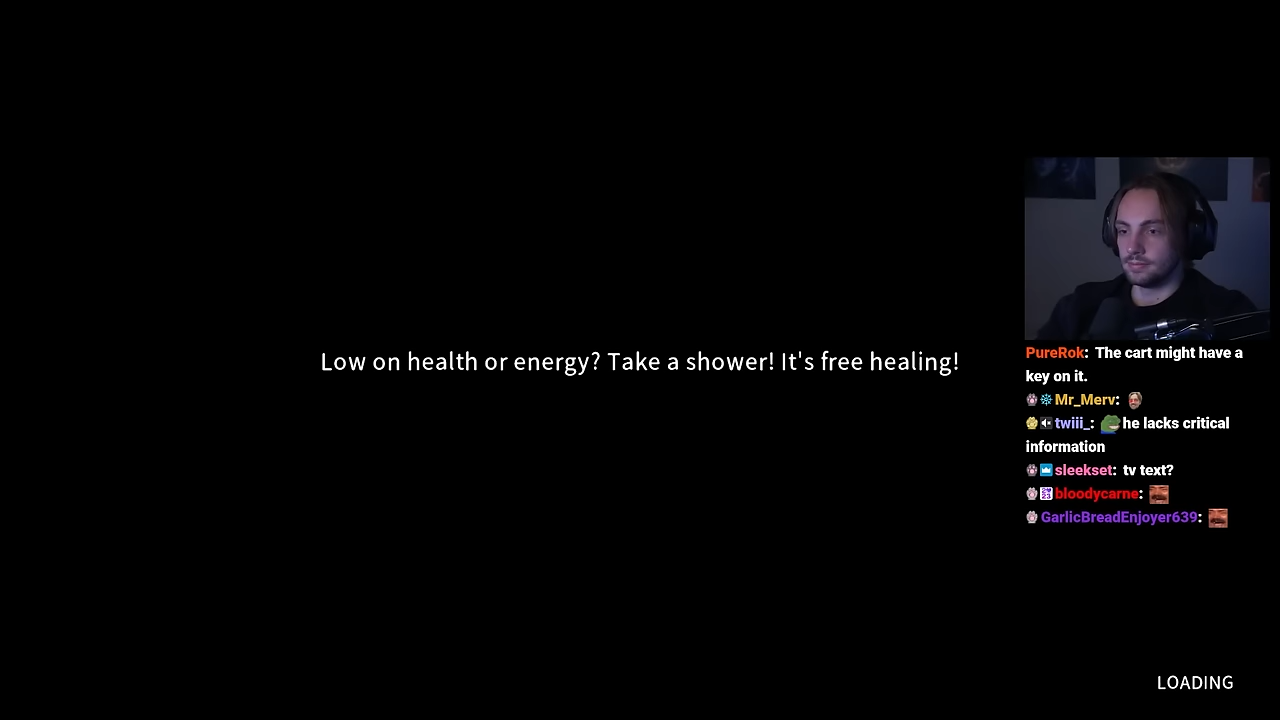 Low on health or energy? Take a shower! It's free healing!
PureRok: The cart might have a
key on it.
Mr_Merv:
twiii_: he lacks critical
information
sleekset: tv text?
bloodycarne:
GarlicBreadEnjoyer639:
LOADING